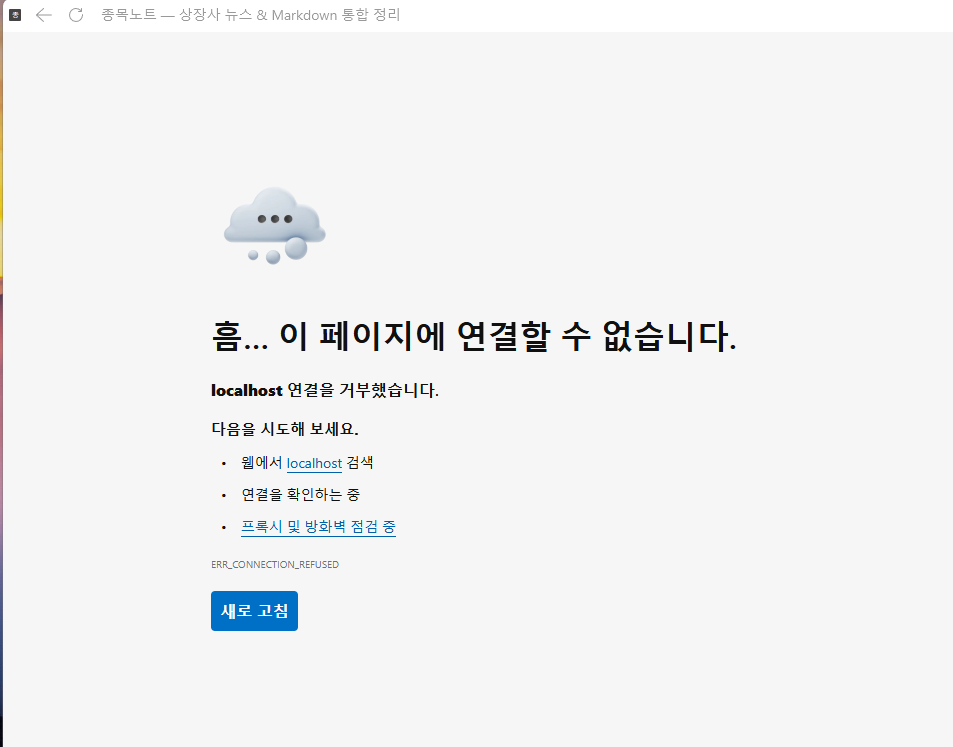 종 종목노트 — 상장사 뉴스 & Markdown 통합 정리
흠... 이 페이지에 연결할 수 없습니다.
localhost 연결을 거부했습니다.
다음을 시도해 보세요.
• 웹에서 localhost 검색
• 연결을 확인하는 중
• 프록시 및 방화벽 점검 중
ERR_CONNECTION_REFUSED
새로 고침